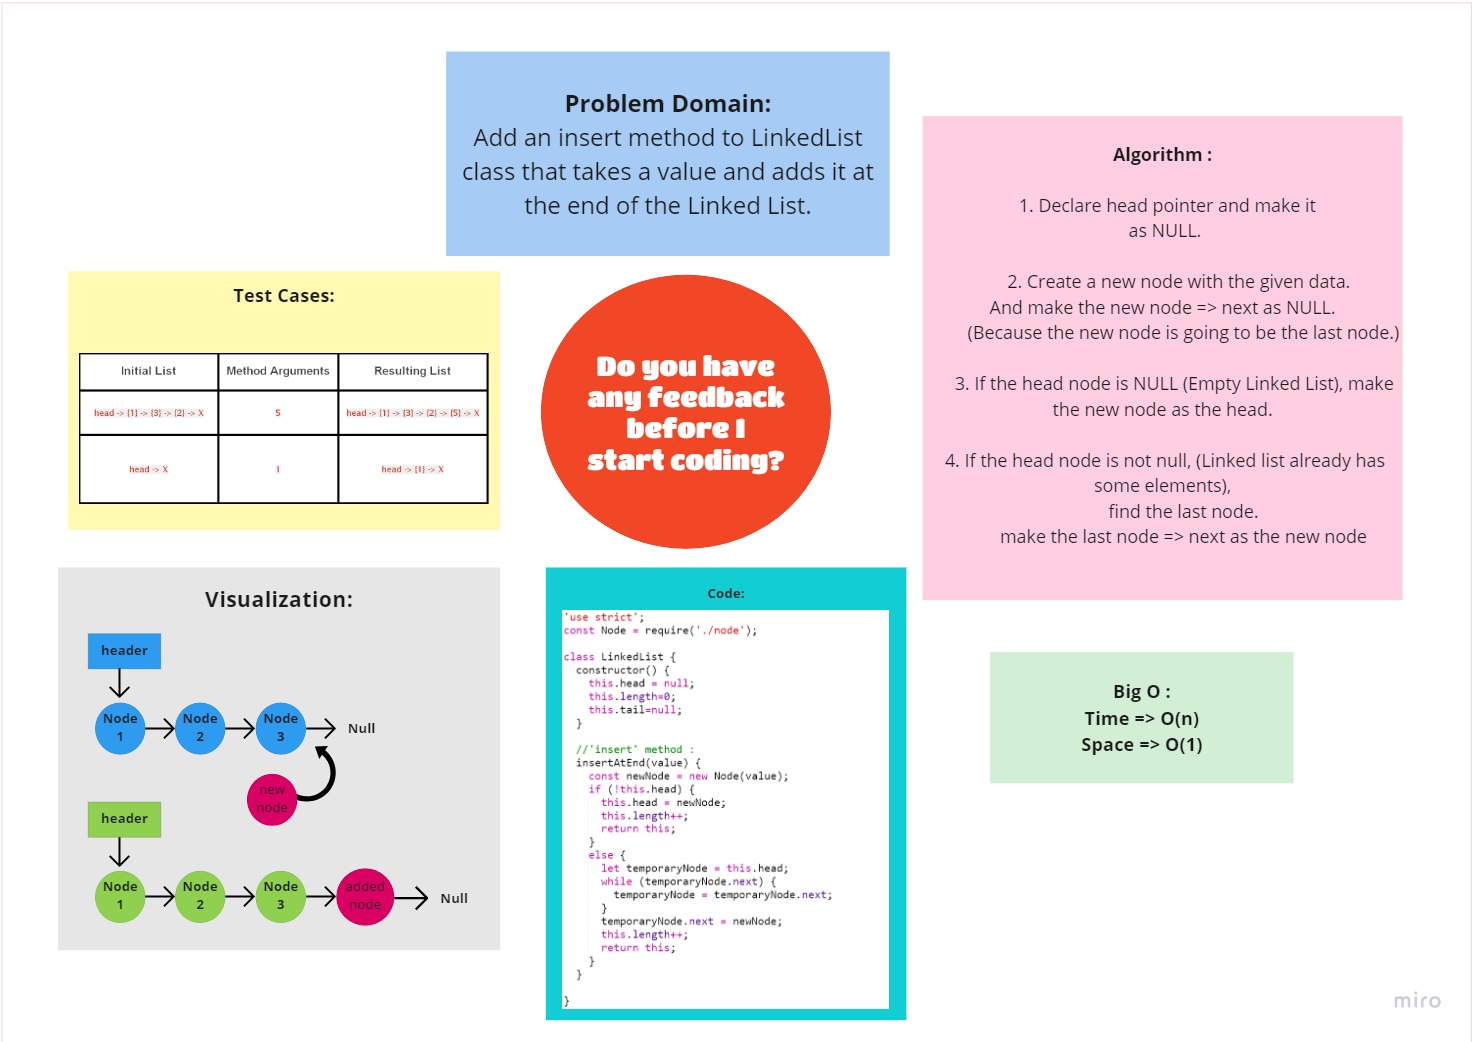 Problem Domain:
Add an insert method to LinkedList
class that takes a value and adds it at
the end of the Linked List.
Algorithm :
1. Declare head pointer and make it
as NULL.
2. Create a new node with the given data.
And make the new node => next as NULL.
(Because the new node is going to be the last node.)
3. If the head node is NULL (Empty Linked List), make
the new node as the head.
4. If the head node is not null, (Linked list already has
some elements),
find the last node.
make the last node => next as the new node
Test Cases:
Initial List Method Arguments Resulting List
head -> {1} -> {3} -> {2} -> X 5 head -> {1} -> {3} -> {2} -> {5} -> X
head -> X 1 head -> {1} -> X
Do you have
any feedback
before I
start coding?
Visualization:
header
Node
1
Node
2
Node
3
Null
new
node
header
Node
1
Node
2
Node
3
added
node
Null
Code:
'use strict';
const Node = require('./node');
class LinkedList {
constructor() {
this.head = null;
this.length=0;
this.tail=null;
}
//'insert' method :
insertAtEnd(value) {
const newNode = new Node(value);
if (!this.head) {
this.head = newNode;
this.length++;
return this;
}
else {
let temporaryNode = this.head;
while (temporaryNode.next) {
temporaryNode = temporaryNode.next;
}
temporaryNode.next = newNode;
this.length++;
return this;
}
}
}
Big O :
Time => O(n)
Space => O(1)
miro